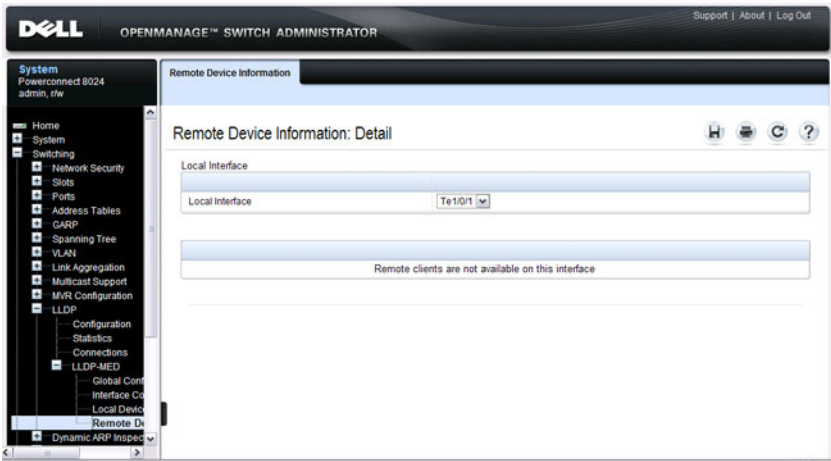 Support | About | Log Out
DELL
OPENMANAGE™ SWITCH ADMINISTRATOR
System
Powerconnect 8024
admin, r/w
Remote Device Information
Home
System
Switching
Network Security
Slots
Ports
Address Tables
GARP
Spanning Tree
VLAN
Link Aggregation
Multicast Support
MVR Configuration
LLDP
Configuration
Statistics
Connections
LLDP-MED
Global Conf
Interface Co
Local Device
Remote De
Dynamic ARP Inspec
Remote Device Information: Detail
?
Local Interface
Local Interface
Te1/0/1
Remote clients are not available on this interface